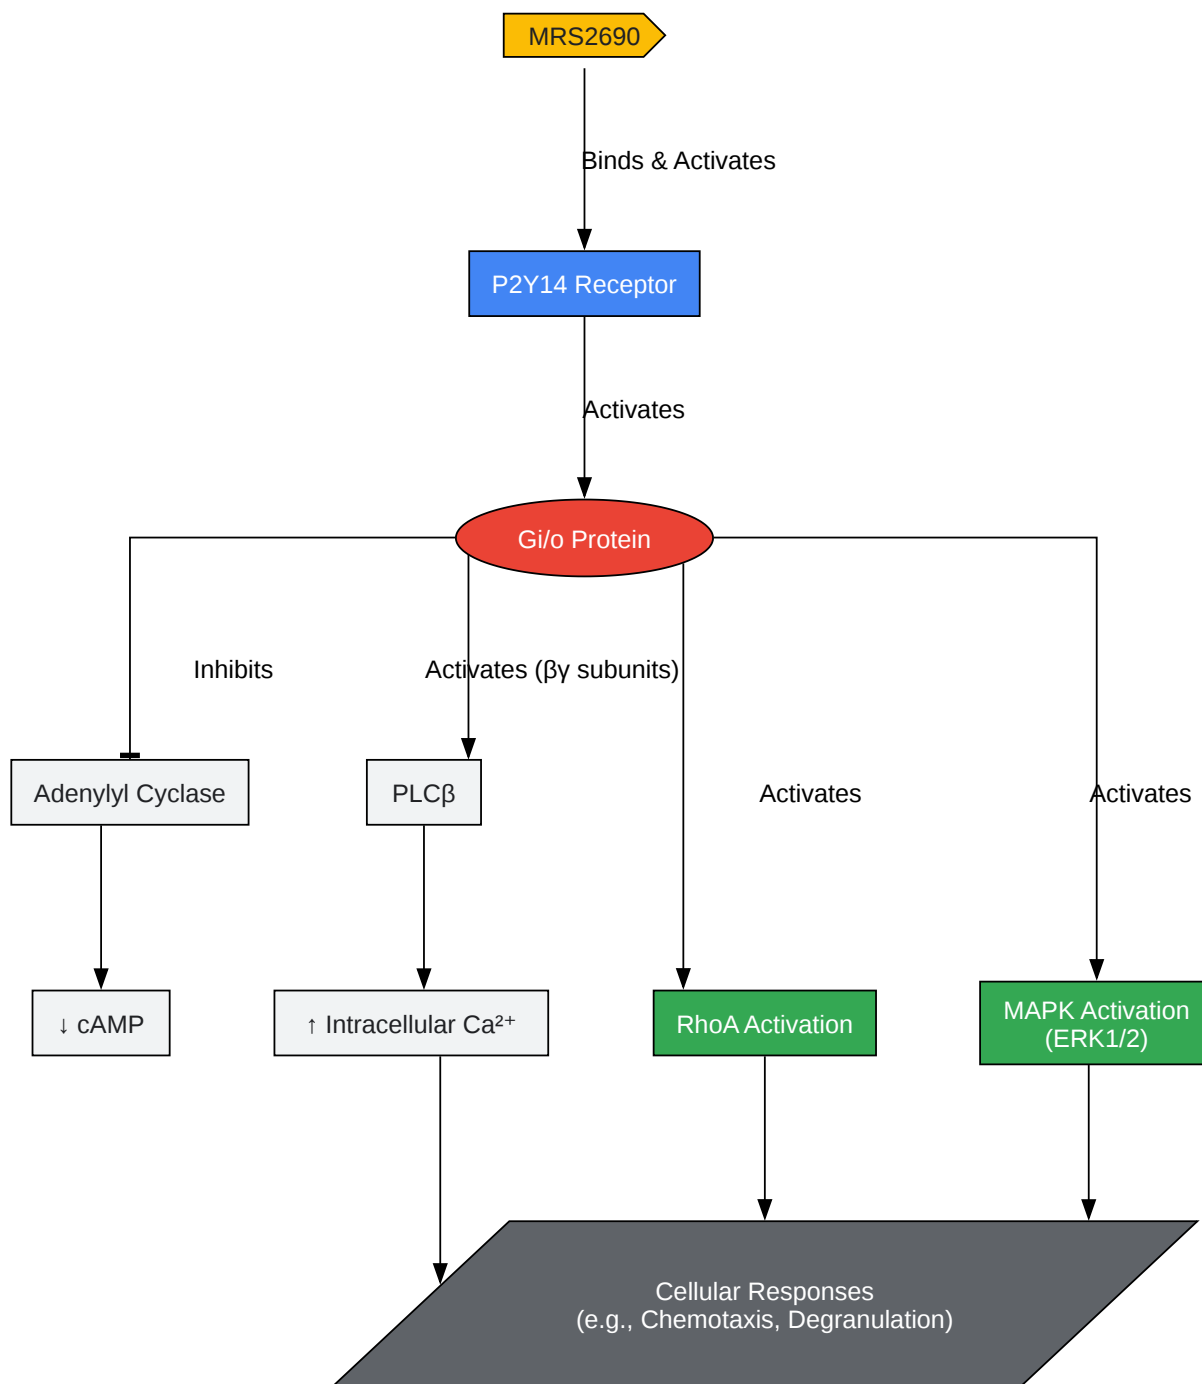 MRS2690
Binds & Activates
P2Y14 Receptor
Activates
Gi/o Protein
Inhibits
Activates (βγ subunits)
Adenylyl Cyclase
PLCβ
Activates
Activates
↓ cAMP
↑ Intracellular Ca²⁺
RhoA Activation
MAPK Activation
(ERK1/2)
Cellular Responses
(e.g., Chemotaxis, Degranulation)